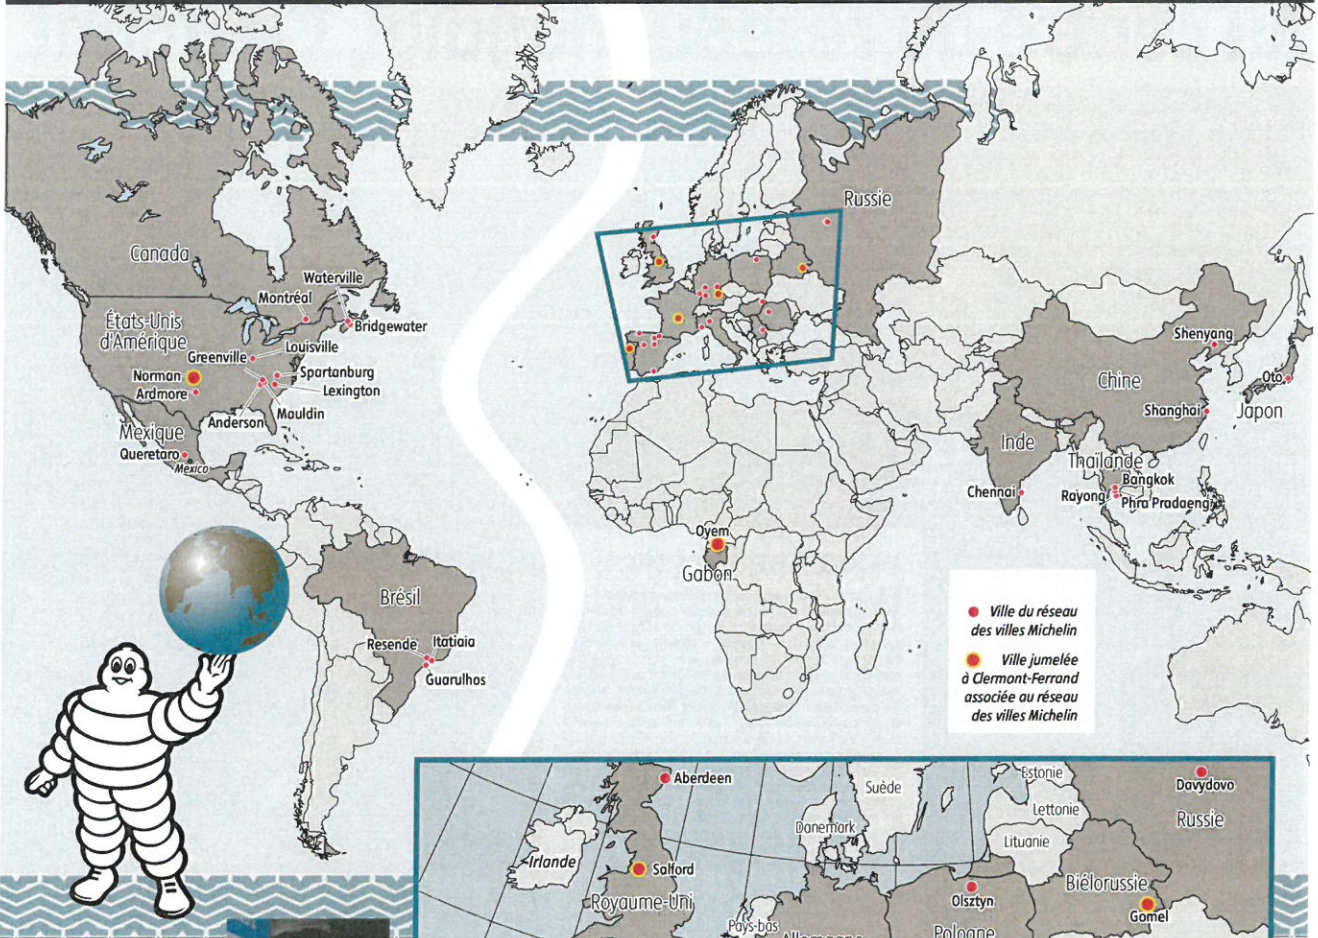 Russie
Canada
Waterville
Montréal
Bridgewater
États-Unis
d'Amérique
Louisville
Greenville
Norman
Spartanburg
Ardmore
Lexington
Anderson
Mauldin
Mexique
Queretaro
Mexico
Shenyang
Chine
Oto
Shanghai
Japon
Inde
Thaïlande
Bangkok
Chennai
Rayong
Phra Pradaeng
Oyem
Gabon
Brésil
Resende
Itatiaia
Guarulhos
Ville du réseau
des villes Michelin
Ville jumelée
à Clermont-Ferrand
associée au réseau
des villes Michelin
Aberdeen
Suède
Estonie
Davydovo
Lettonie
Russie
Danemark
Lituanie
Irlande
Salford
Biélorussie
Royaume-Uni
Olsztyn
Gomel
Pays-bas
Allemagne
Pologne